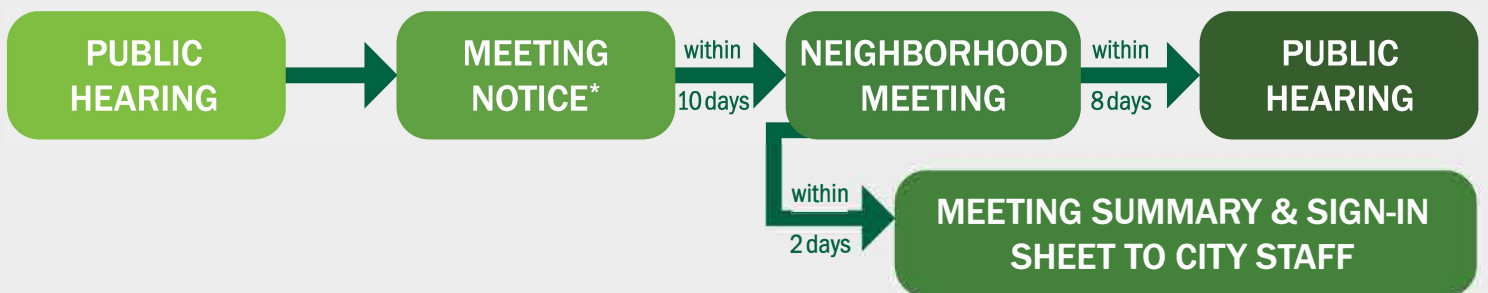 PUBLIC
HEARING
MEETING
NOTICE*
within
10 days
NEIGHBORHOOD
MEETING
within
8 days
PUBLIC
HEARING
within
2 days
MEETING SUMMARY & SIGN-IN
SHEET TO CITY STAFF